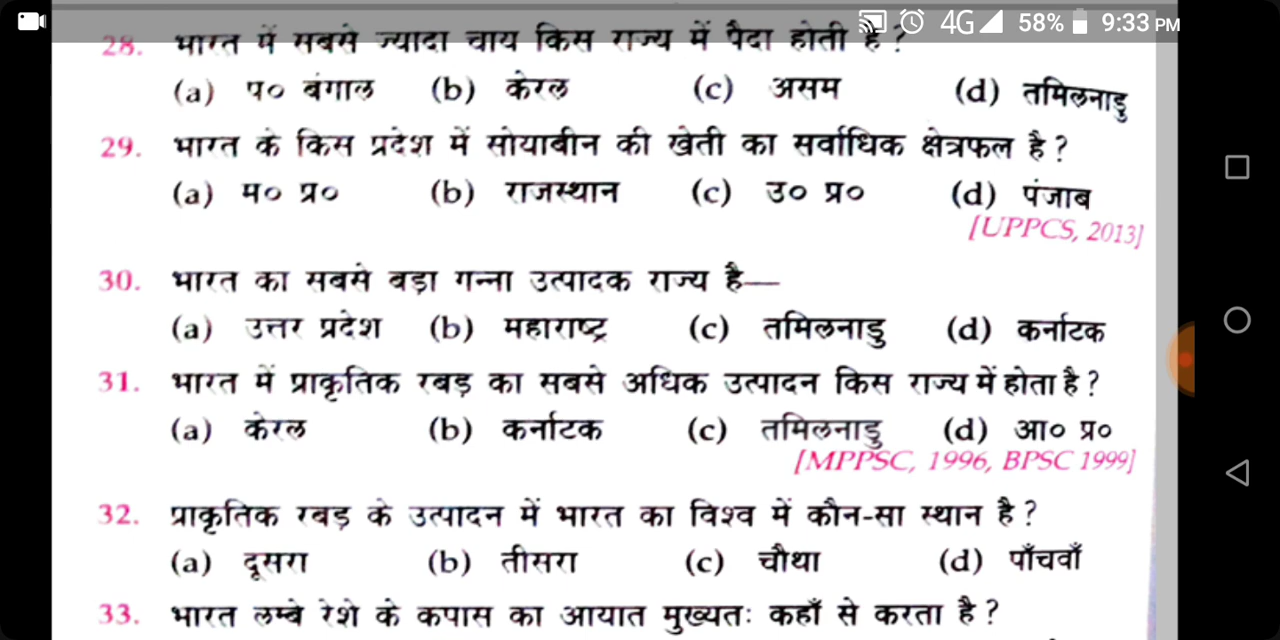 4G 58% 9:33 PM
28. भारत में सबसे ज्यादा चाय किस राज्य में पैदा होती है ?
(a) प० बंगाल (b) केरल (c) असम (d) तमिलनाडु
29. भारत के किस प्रदेश में सोयाबीन की खेती का सर्वाधिक क्षेत्रफल है ?
(a) म० प्र० (b) राजस्थान (c) उ० प्र० (d) पंजाब
[UPPCS, 2013]
30. भारत का सबसे बड़ा गन्ना उत्पादक राज्य है—
(a) उत्तर प्रदेश (b) महाराष्ट्र (c) तमिलनाडु (d) कर्नाटक
31. भारत में प्राकृतिक रबड़ का सबसे अधिक उत्पादन किस राज्य में होता है ?
(a) केरल (b) कर्नाटक (c) तमिलनाडु (d) आ० प्र०
[MPPSC, 1996, BPSC 1999]
32. प्राकृतिक रबड़ के उत्पादन में भारत का विश्व में कौन-सा स्थान है ?
(a) दूसरा (b) तीसरा (c) चौथा (d) पाँचवाँ
33. भारत लम्बे रेशे के कपास का आयात मुख्यतः कहाँ से करता है ?